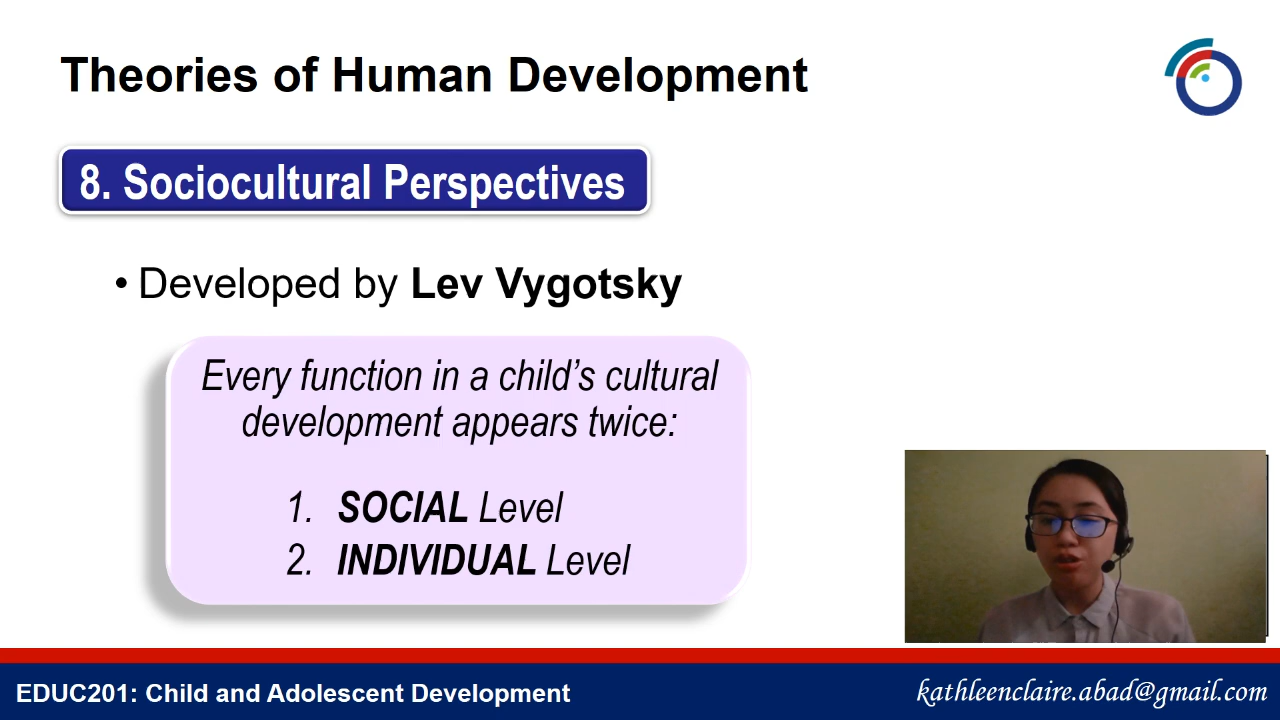 Theories of Human Development
8. Sociocultural Perspectives
• Developed by Lev Vygotsky
Every function in a child’s cultural
development appears twice:
1. SOCIAL Level
2. INDIVIDUAL Level
EDUC201: Child and Adolescent Development
kathleenclaire.abad@gmail.com